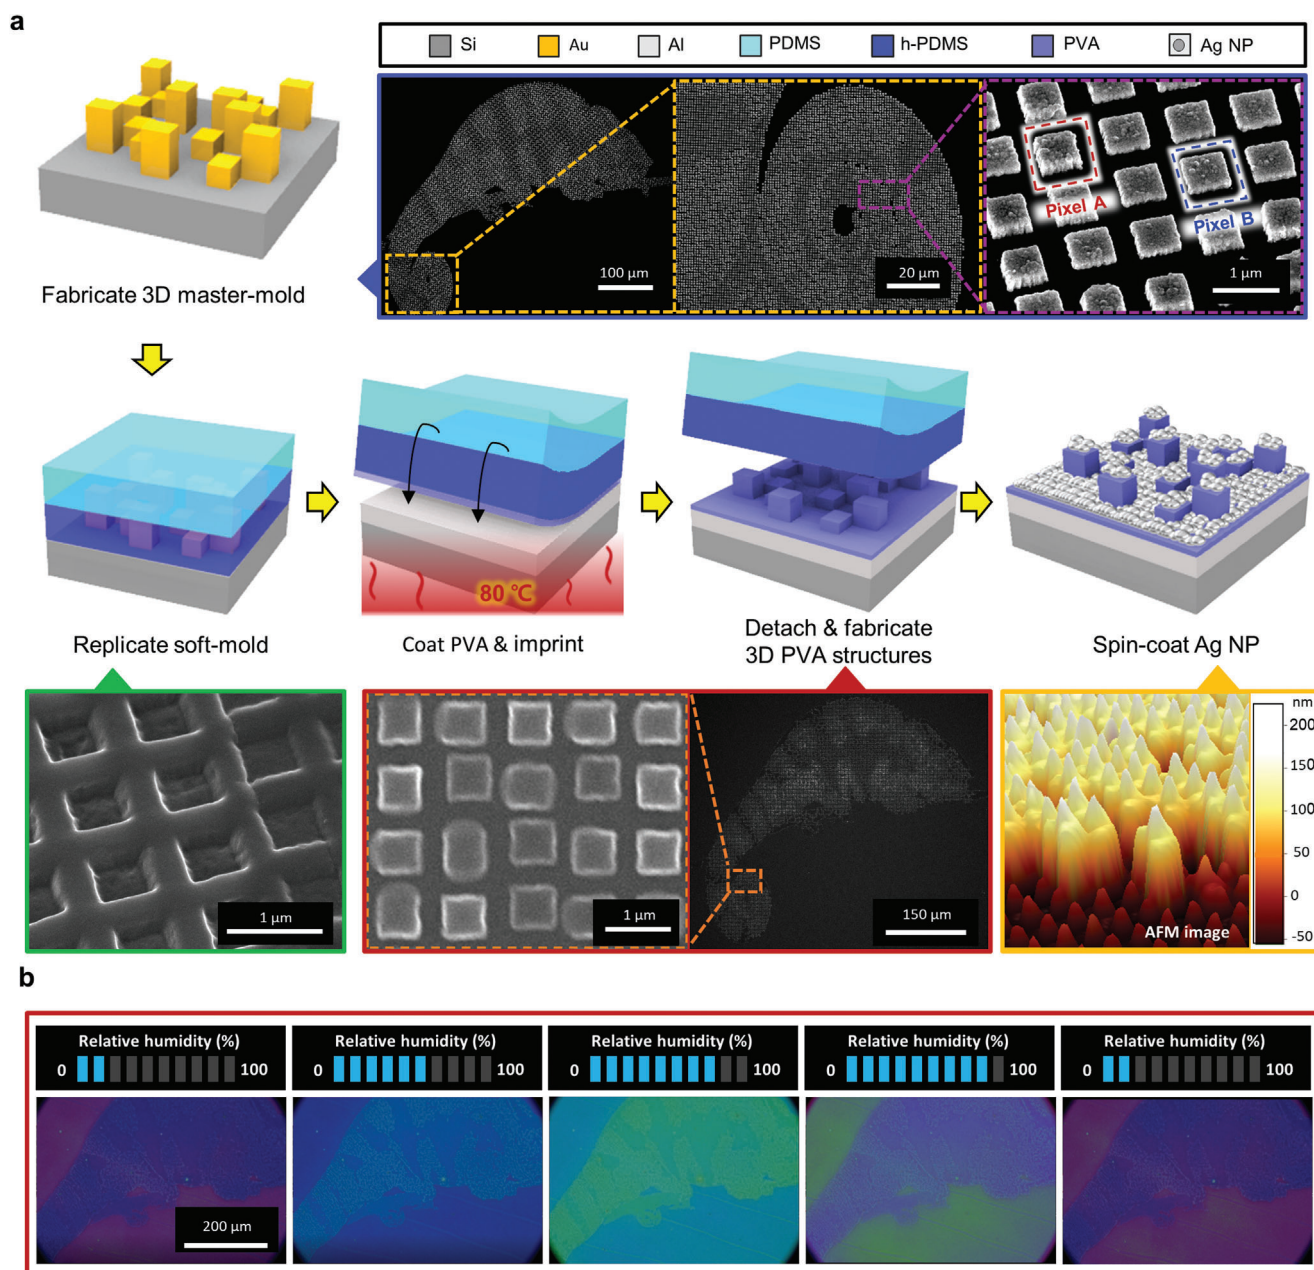 a
Si Au Al PDMS h-PDMS PVA Ag NP
Fabricate 3D master-mold
100 μm
20 μm
Pixel A
Pixel B
1 μm
80 °C
Replicate soft-mold
Coat PVA & imprint
Detach & fabricate
3D PVA structures
Spin-coat Ag NP
1 μm
1 μm
150 μm
AFM image
nm
200
150
100
50
0
-50
b
Relative humidity (%)
0 100
Relative humidity (%)
0 100
Relative humidity (%)
0 100
Relative humidity (%)
0 100
Relative humidity (%)
0 100
200 μm